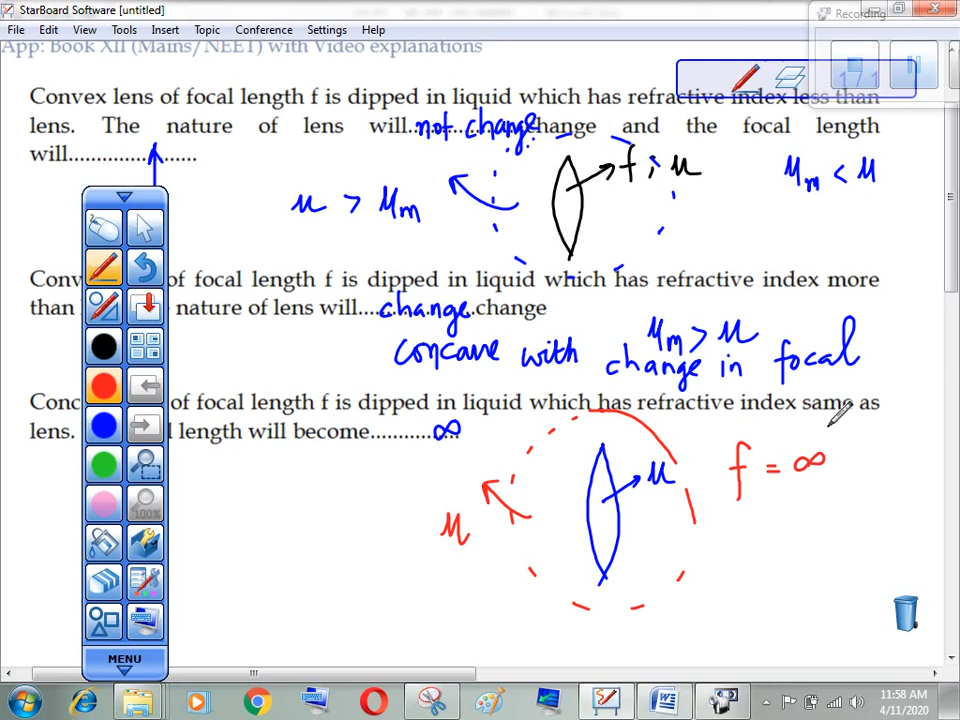 StarBoard Software [untitled]
Recording
File Edit View Tools Insert Topic Conference Settings Help
App: Book XII (Mains/NEET) with Video explanations
171
Convex lens of focal length f is dipped in liquid which has refractive index less than
lens. The nature of lens will...not change...change and the focal length
will......↑......
f, μ
μm < μ
μ > μm
Conv of focal length f is dipped in liquid which has refractive index more
than nature of lens will....change....change
μm > μ
concave with change in focal
Conc of focal length f is dipped in liquid which has refractive index same as
lens. l length will become............∞..
μ
f = ∞
μ
100%
MENU
11:58 AM
4/11/2020